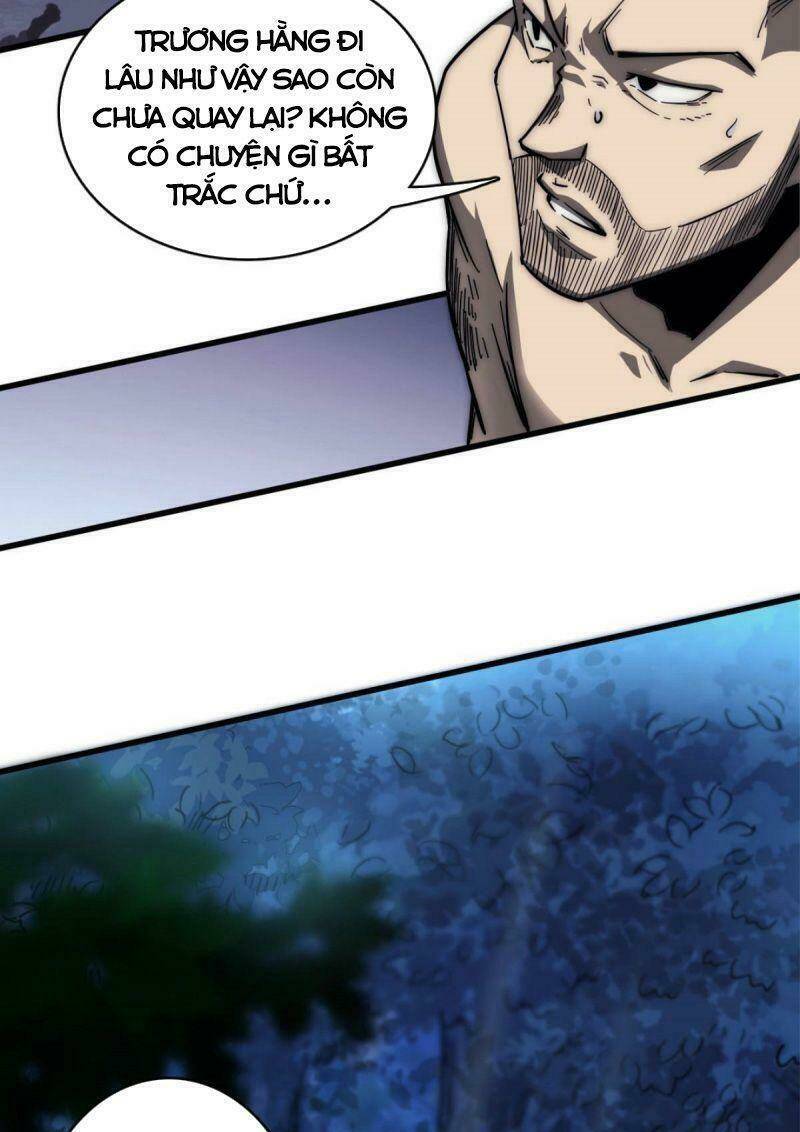 TRƯƠNG HẰNG ĐI
LÂU NHƯ VẬY SAO CÒN
CHƯA QUAY LẠI? KHÔNG
CÓ CHUYỆN GÌ BẤT
TRẮC CHỨ...